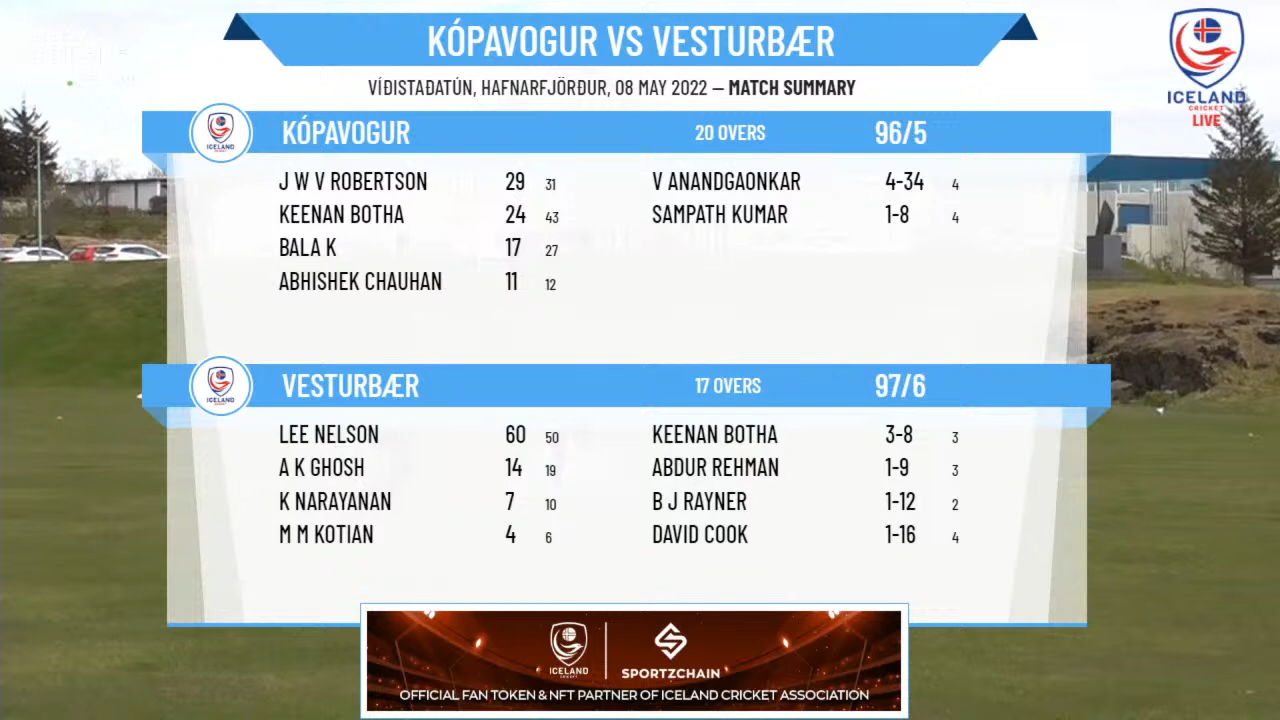 KÓPAVOGUR VS VESTURBÆR
VÍÐISTAÐATÚN, HAFNARFJÖRÐUR, 08 MAY 2022 – MATCH SUMMARY
ICELAND
CRICKET
LIVE
ICELAND
KÓPAVOGUR 20 OVERS 96/5
J W V ROBERTSON 29 31 V ANANDGAONKAR 4-34 4
KEENAN BOTHA 24 43 SAMPATH KUMAR 1-8 4
BALA K 17 27
ABHISHEK CHAUHAN 11 12
ICELAND
VESTURBÆR 17 OVERS 97/6
LEE NELSON 60 50 KEENAN BOTHA 3-8 3
A K GHOSH 14 19 ABDUR REHMAN 1-9 3
K NARAYANAN 7 10 B J RAYNER 1-12 2
M M KOTIAN 4 6 DAVID COOK 1-16 4
ICELAND SPORTZCHAIN
OFFICIAL FAN TOKEN & NFT PARTNER OF ICELAND CRICKET ASSOCIATION